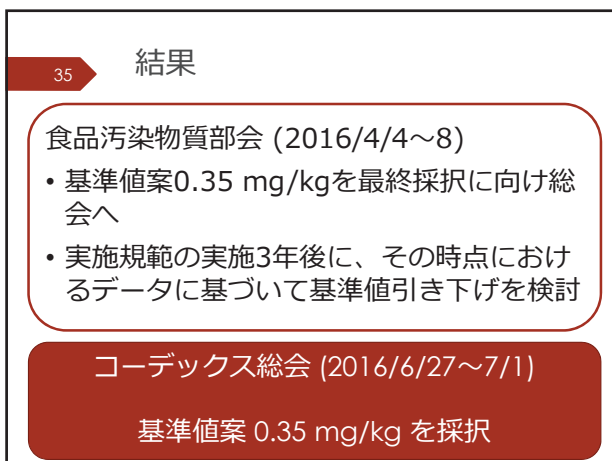 35
結果
食品汚染物質部会 (2016/4/4～8)
• 基準値案0.35 mg/kgを最終採択に向け総
会へ
• 実施規範の実施3年後に、その時点におけ
るデータに基づいて基準値引き下げを検討
コーデックス総会 (2016/6/27～7/1)
基準値案 0.35 mg/kg を採択